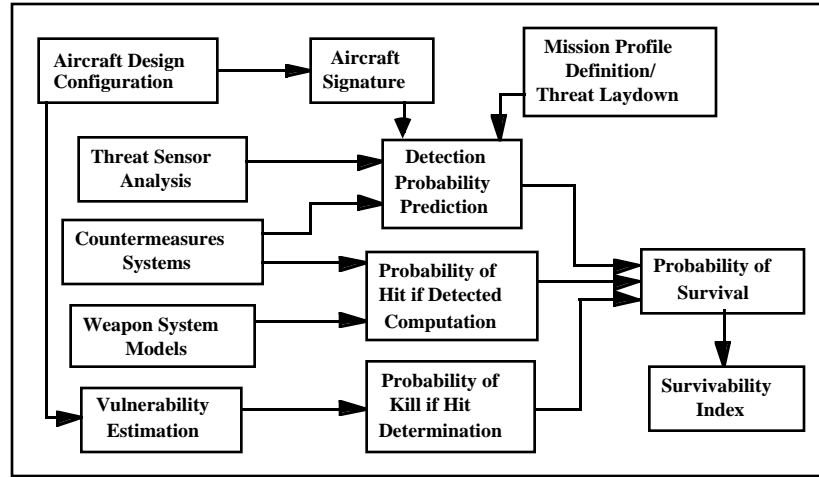 Aircraft Design
Configuration
Aircraft
Signature
Mission Profile
Definition/
Threat Laydown
Threat Sensor
Analysis
Detection
Probability
Prediction
Countermeasures
Systems
Probability of
Hit if Detected
Computation
Probability of
Survival
Weapon System
Models
Vulnerability
Estimation
Probability of
Kill if Hit
Determination
Survivability
Index